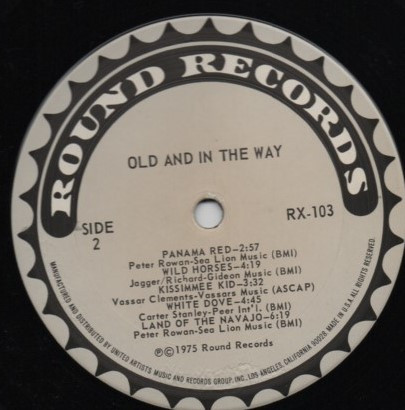 ROUND RECORDS
OLD AND IN THE WAY
SIDE
2
RX-103
PANAMA RED—2:57
Peter Rowan-Sea Lion Music (BMI)
WILD HORSES—4:19
Jagger/Richard-Gideon Music (BMI)
KISSIMMEE KID—3:32
Vassar Clements-Vassars Music (ASCAP)
WHITE DOVE—4:45
Carter Stanley-Peer Int'l. (BMI)
LAND OF THE NAVAJO—6:19
Peter Rowan-Sea Lion Music (BMI)
℗©1975 Round Records
MANUFACTURED AND DISTRIBUTED BY UNITED ARTISTS MUSIC AND RECORDS GROUP, INC., LOS ANGELES, CALIFORNIA 90028 MADE IN U.S.A. ALL RIGHTS RESERVED.